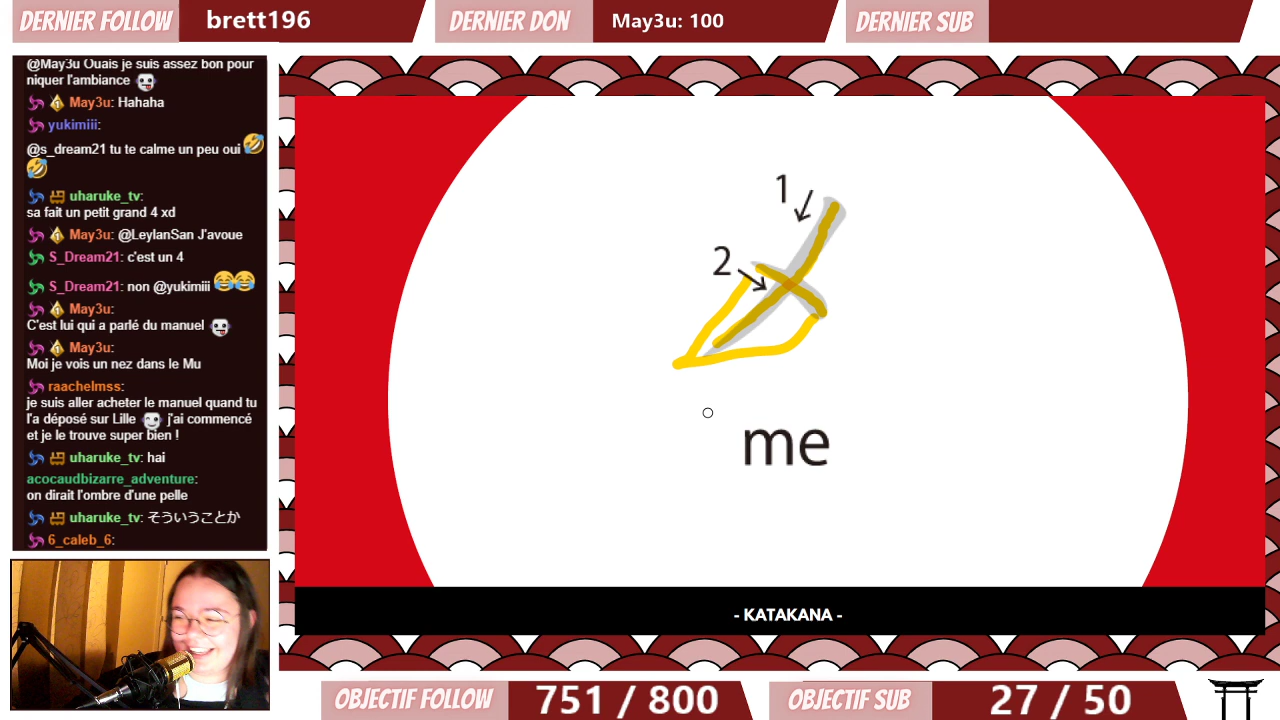 DERNIER FOLLOW
brett196
DERNIER DON
May3u: 100
DERNIER SUB
@May3u Ouais je suis assez bon pour
niquer l'ambiance
May3u: Hahaha
yukimiii:
@s_dream21 tu te calme un peu oui
uharuke_tv:
sa fait un petit grand 4 xd
May3u: @LeylanSan J'avoue
S_Dream21: c'est un 4
S_Dream21: non @yukimiii
May3u:
C'est lui qui a parlé du manuel
May3u:
Moi je vois un nez dans le Mu
raachelmss:
je suis aller acheter le manuel quand tu
l'a déposé sur Lille j'ai commencé
et je le trouve super bien !
uharuke_tv: hai
acocaudbizarre_adventure:
on dirait l'ombre d'une pelle
uharuke_tv: そういうことか
6_caleb_6:
1
2
メ
me
- KATAKANA -
OBJECTIF FOLLOW
751 / 800
OBJECTIF SUB
27 / 50